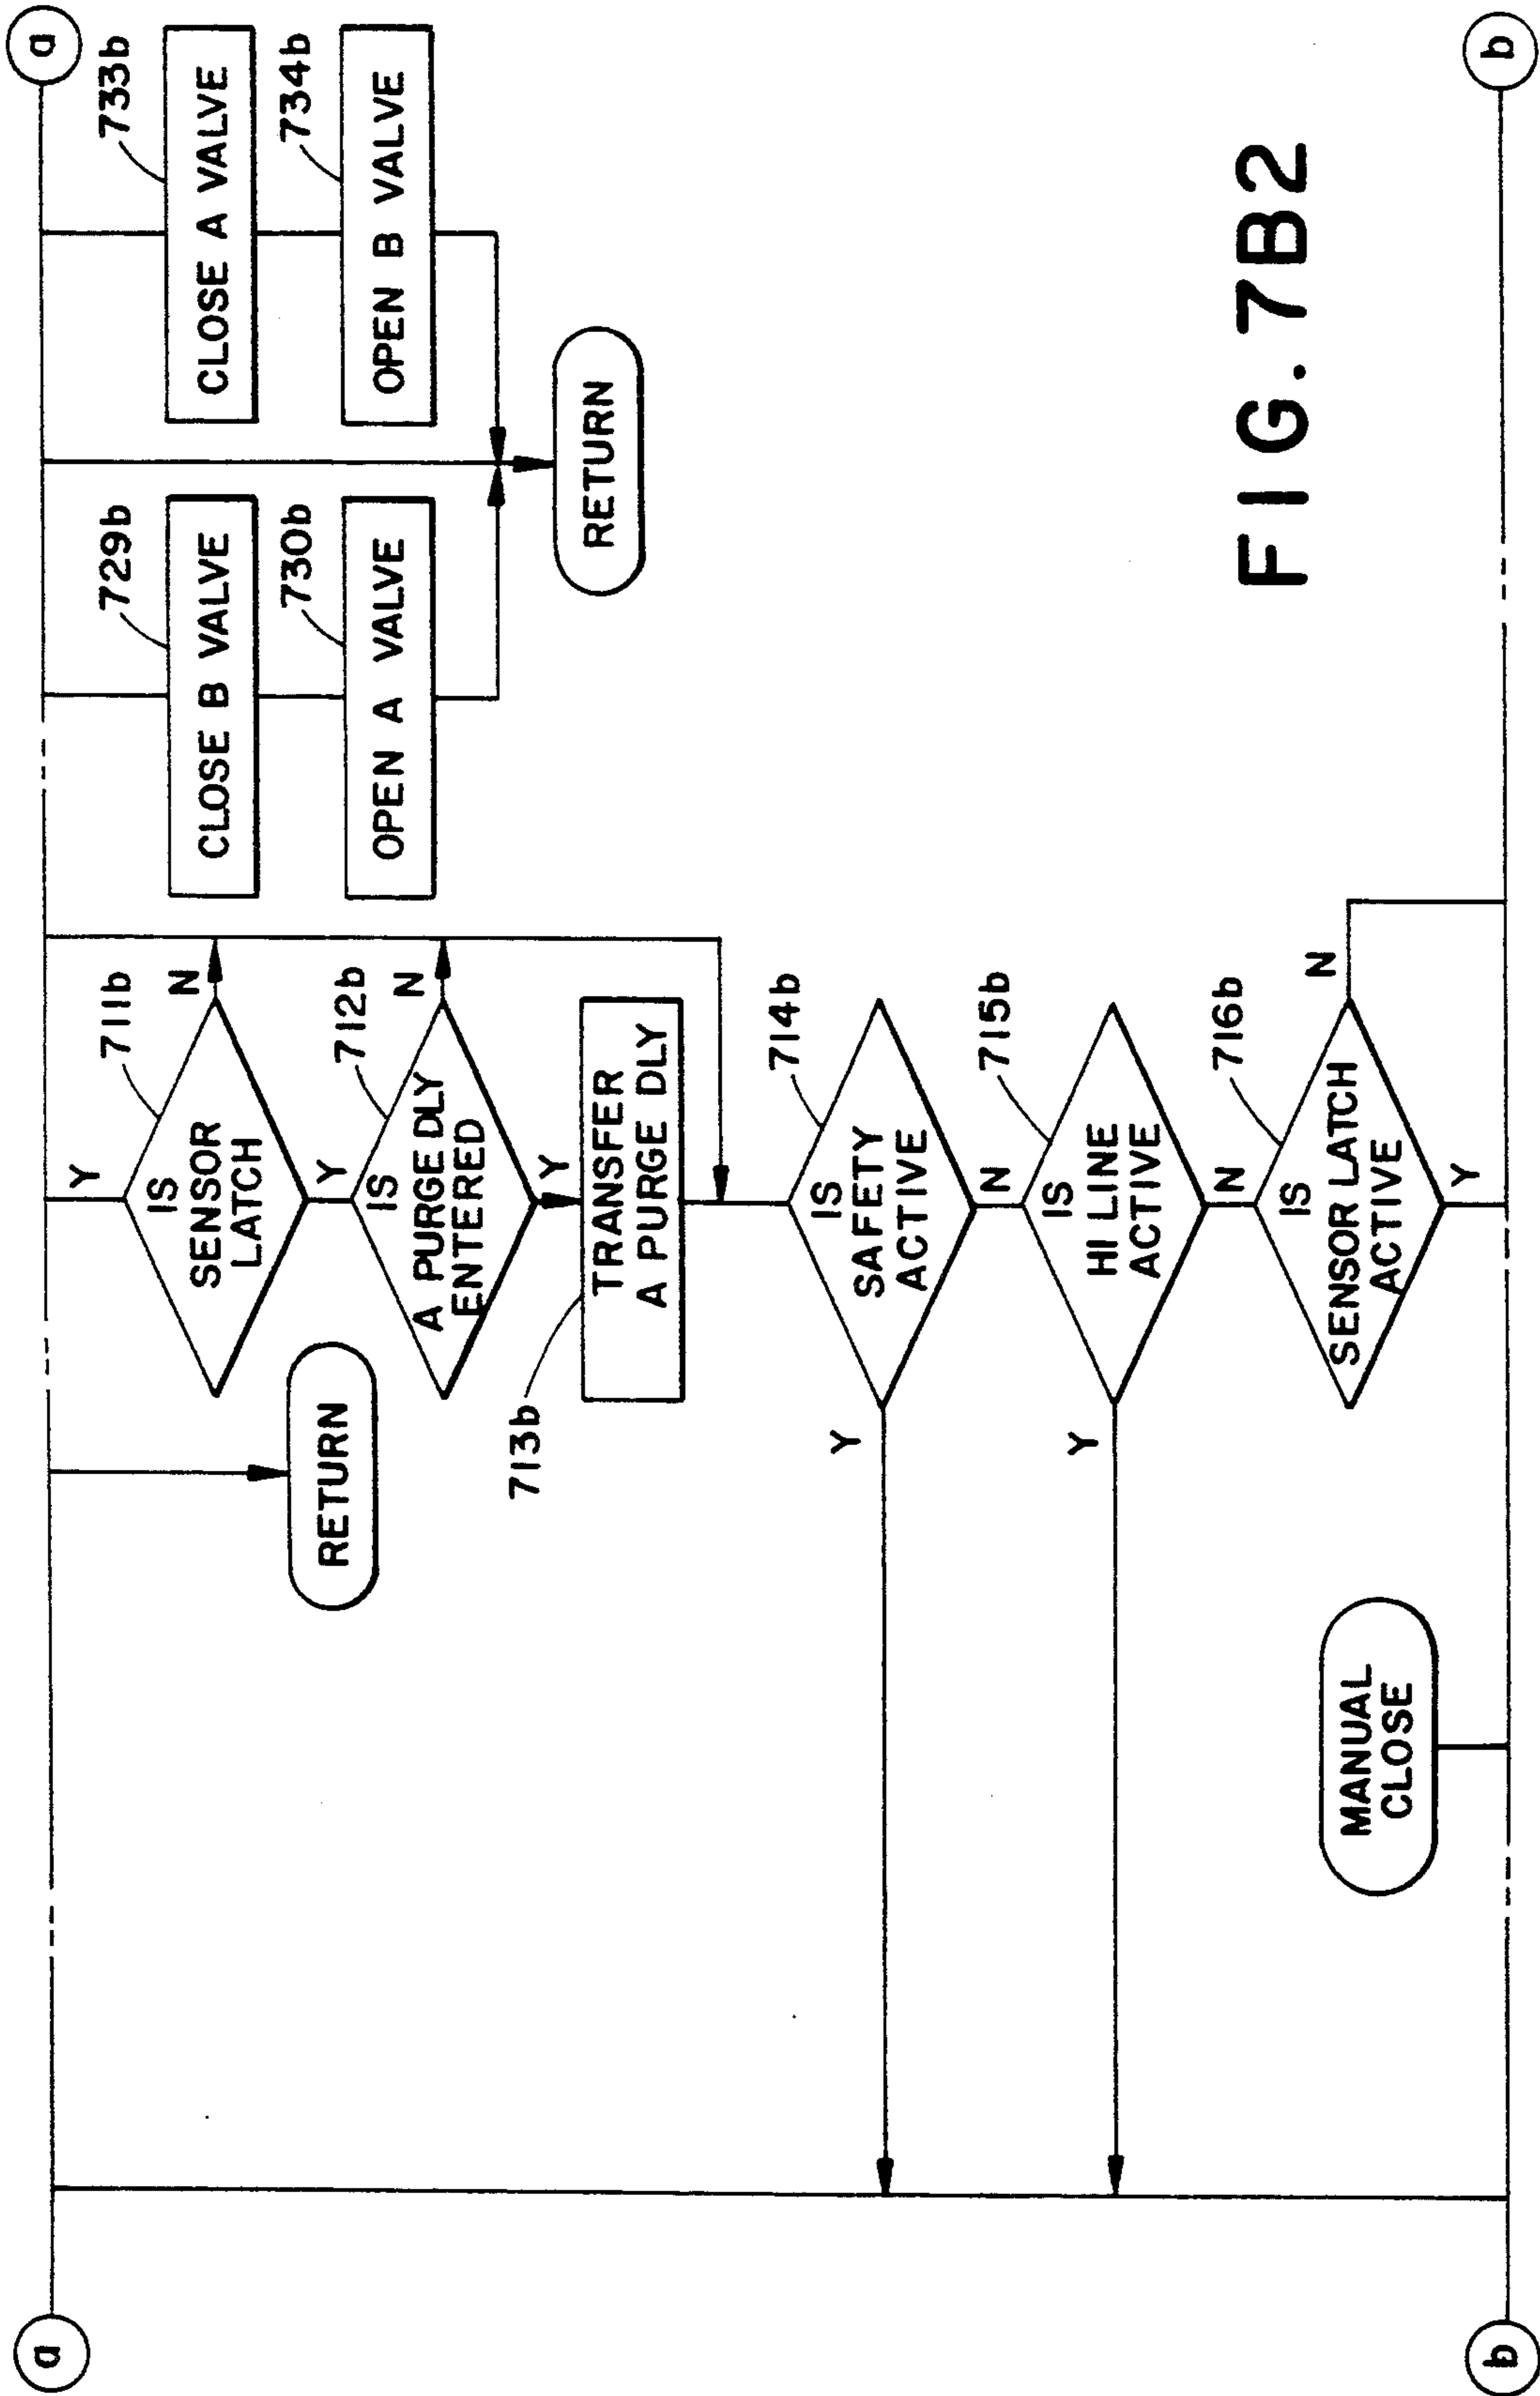 a
a
Y
IS
SENSOR
LATCH
711b
N
Y
IS
A PURGE DLY
ENTERED
712b
N
Y
TRANSFER
A PURGE DLY
713b
RETURN
IS
SAFETY
ACTIVE
714b
Y
N
IS
HI LINE
ACTIVE
715b
Y
N
IS
SENSOR LATCH
ACTIVE
716b
N
Y
MANUAL
CLOSE
CLOSE B VALVE
729b
OPEN A VALVE
730b
CLOSE A VALVE
733b
OPEN B VALVE
734b
RETURN
b
b
FIG. 7B2